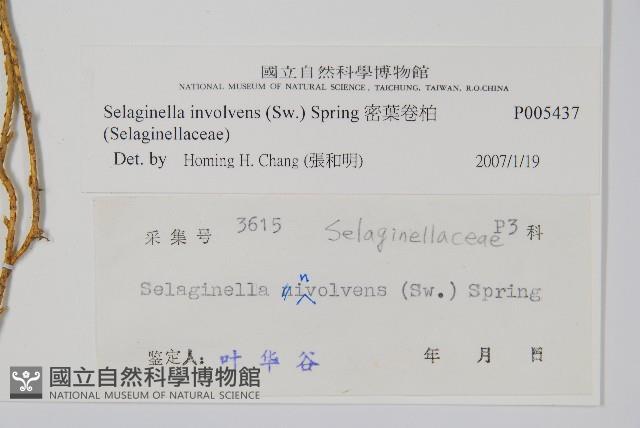 國立自然科學博物館
NATIONAL MUSEUM OF NATURAL SCIENCE, TAICHUNG, TAIWAN, R.O.CHINA
Selaginella involvens (Sw.) Spring 密葉卷柏 P005437
(Selaginellaceae)
Det. by Homing H. Chang (張和明) 2007/1/19
采集号 3615 Selaginellaceae P3 科
Selaginella involvens (Sw.) Spring
鉴定人: 叶华谷 年 月 日
國立自然科學博物館
NATIONAL MUSEUM OF NATURAL SCIENCE